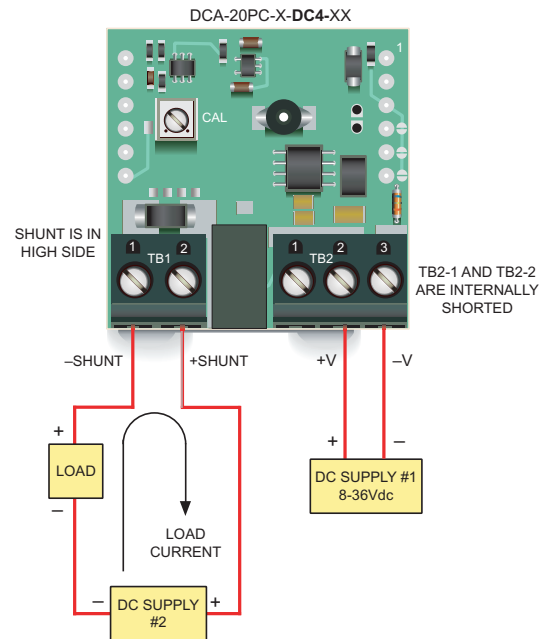 DCA-20PC-X-DC4-XX
1
CAL
SHUNT IS IN
HIGH SIDE
1 2
TB1
1 2 3
TB2
TB2-1 AND TB2-2
ARE INTERNALLY
SHORTED
–SHUNT
+SHUNT
+V
–V
+
LOAD
–
LOAD
CURRENT
+ –
DC SUPPLY #1
8-36Vdc
– +
DC SUPPLY
#2